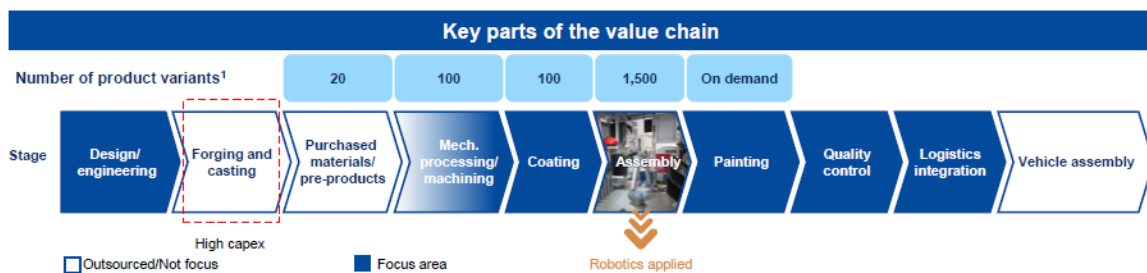 Key parts of the value chain
Number of product variants¹
20
100
100
1,500
On demand
Stage
Design/
engineering
Forging and
casting
Purchased
materials/
pre-products
Mech.
processing/
machining
Coating
Assembly
Painting
Quality
control
Logistics
integration
Vehicle assembly
High capex
Robotics applied
Outsourced/Not focus
Focus area